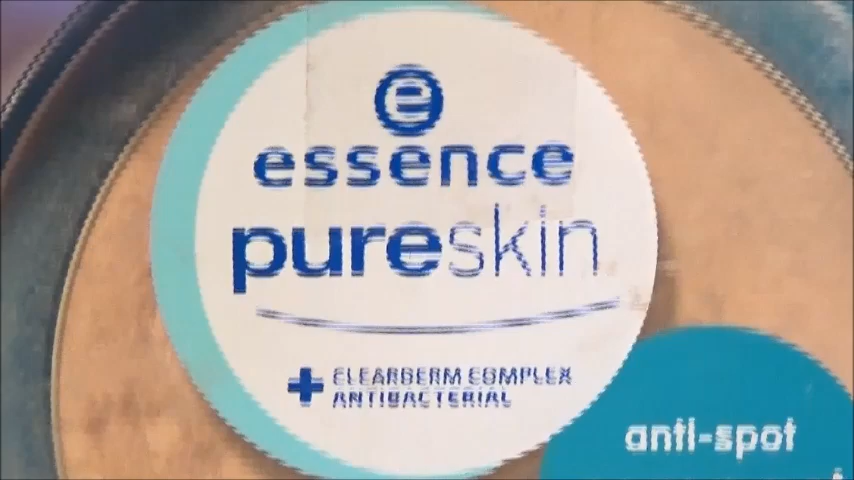 e
essence
pureskin
+ CLEARDERM COMPLEX
ANTIBACTERIAL
anti-spot